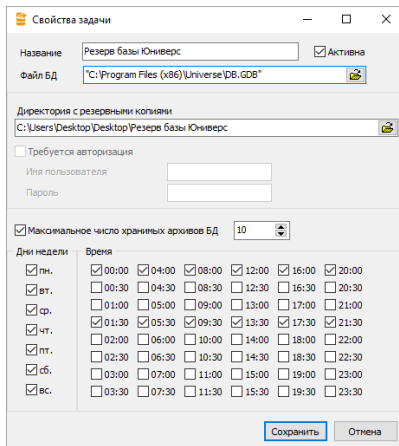 Свойства задачи
Название Резерв базы Юниверс Активна
Файл БД "C:\Program Files (x86)\Universe\DB.GDB"
Директория с резервными копиями
C:\Users\Desktop\Desktop\Резерв базы Юниверс
Требуется авторизация
Имя пользователя
Пароль
Максимальное число хранимых архивов БД 10
Дни недели Время
пн. 00:00 04:00 08:00 12:00 16:00 20:00
вт. 00:30 04:30 08:30 12:30 16:30 20:30
ср. 01:00 05:00 09:00 13:00 17:00 21:00
чт. 01:30 05:30 09:30 13:30 17:30 21:30
пт. 02:00 06:00 10:00 14:00 18:00 22:00
сб. 02:30 06:30 10:30 14:30 18:30 22:30
вс. 03:00 07:00 11:00 15:00 19:00 23:00
03:30 07:30 11:30 15:30 19:30 23:30
Сохранить Отмена